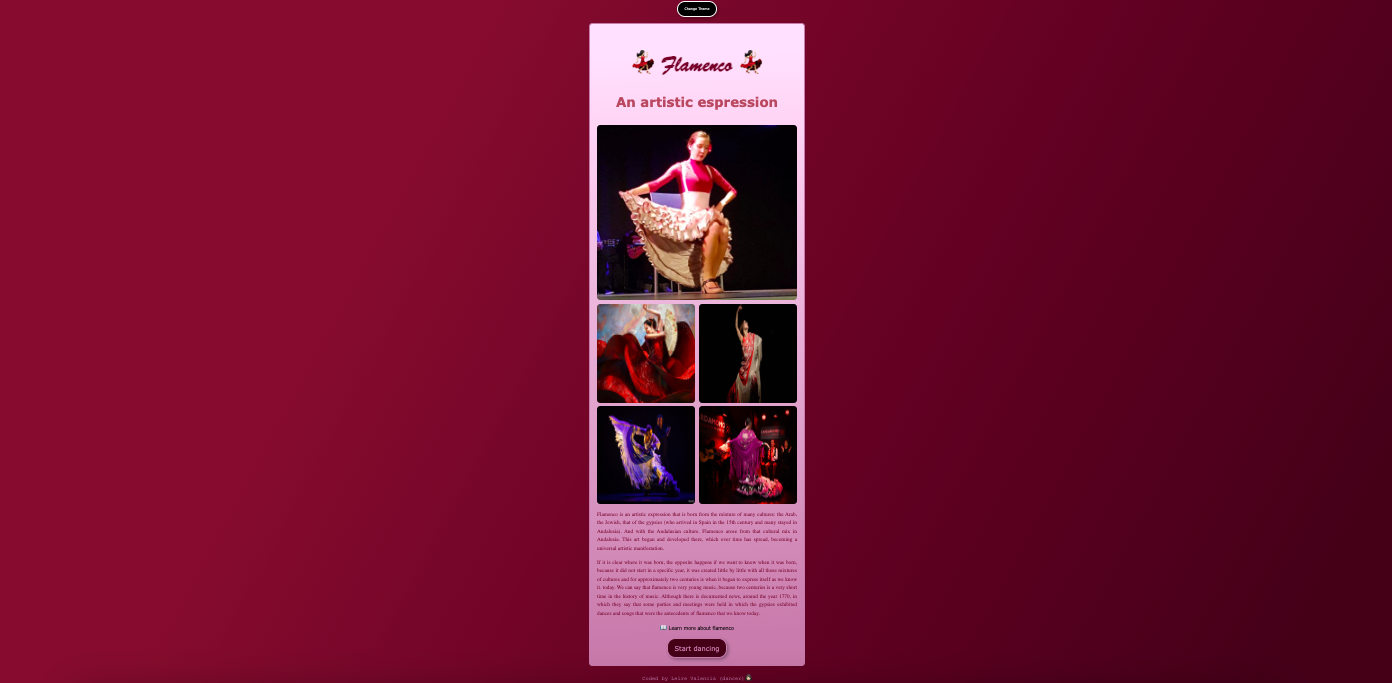 Change Theme
Flamenco
An artistic espression
Flamenco is an artistic expression that is born from the mixture of many cultures: the Arab,
the Jewish, that of the gypsies (who arrived in Spain in the 15th century and many stayed in
Andalusia). And with the Andalusian culture. Flamenco arose from that cultural mix in
Andalusia. This art began and developed there, which over time has spread, becoming a
universal artistic manifestation.
If it is clear where it was born, the opposite happens if we want to know when it was born,
because it did not start in a specific year, it was created little by little with all those mixtures
of cultures and for approximately two centuries is when it began to express itself as we know
it. today. We can say that flamenco is very young music, because two centuries is a very short
time in the history of music. Although there is documented news, around the year 1770, in
which they say that some parties and meetings were held in which the gypsies exhibited
dances and songs that were the antecedents of flamenco that we know today.
Learn more about flamenco
Start dancing
Coded by Leire Valencia (dancer)